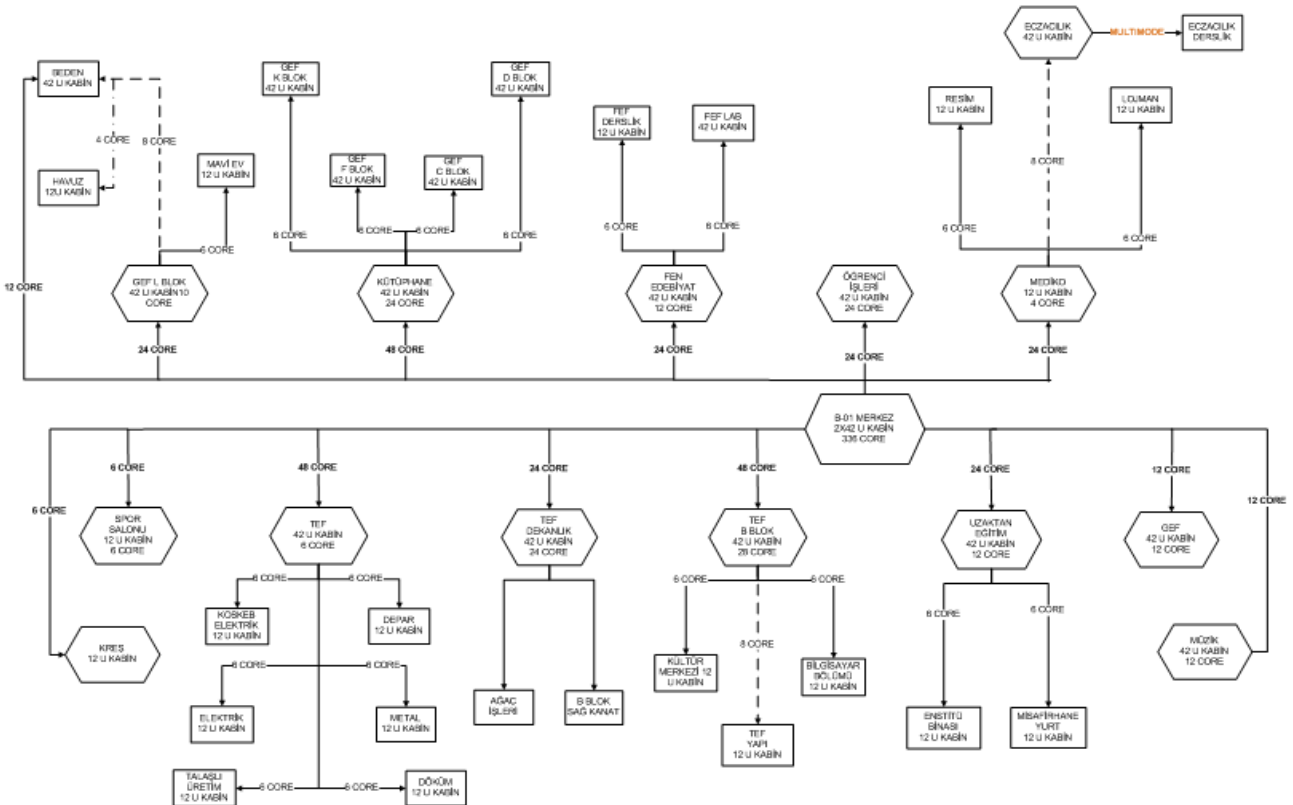 ECZACILIK
42 U KABİN
MULTIMODE
ECZACILIK
DERSLİK
BEDEN
42 U KABİN
GEF
K BLOK
42 U KABİN
GEF
D BLOK
42 U KABİN
RESİM
12 U KABİN
LOJMAN
12 U KABİN
FEF
DERSLİK
12 U KABİN
FEF LAB
42 U KABİN
4 CORE
8 CORE
MAVİ EV
12 U KABİN
GEF
F BLOK
42 U KABİN
GEF
C BLOK
42 U KABİN
8 CORE
HAVUZ
12U KABİN
6 CORE
6 CORE
6 CORE
6 CORE
6 CORE
6 CORE
6 CORE
6 CORE
6 CORE
12 CORE
GEF L BLOK
42 U KABİN10
CORE
KÜTÜPHANE
42 U KABİN
24 CORE
FEN
EDEBİYAT
42 U KABİN
12 CORE
ÖĞRENCİ
İŞLERİ
42 U KABİN
24 CORE
MEDİKO
12 U KABİN
4 CORE
24 CORE
48 CORE
24 CORE
24 CORE
24 CORE
B-01 MERKEZ
2X42 U KABİN
336 CORE
6 CORE
48 CORE
24 CORE
48 CORE
24 CORE
12 CORE
6 CORE
12 CORE
SPOR
SALONU
12 U KABİN
6 CORE
TEF
42 U KABİN
6 CORE
TEF
DEKANLIK
42 U KABİN
24 CORE
TEF
B BLOK
42 U KABİN
28 CORE
UZAKTAN
EĞİTİM
42 U KABİN
12 CORE
GEF
42 U KABİN
12 CORE
6 CORE
6 CORE
6 CORE
6 CORE
KOSKEB
ELEKTRİK
12 U KABİN
DEPAR
12 U KABİN
6 CORE
6 CORE
8 CORE
KREŞ
12 U KABİN
MÜZİK
42 U KABİN
12 CORE
6 CORE
6 CORE
KÜLTÜR
MERKEZİ 12
U KABİN
BİLGİSAYAR
BÖLÜMÜ
12 U KABİN
ELEKTRİK
12 U KABİN
METAL
12 U KABİN
AĞAÇ
İŞLERİ
B BLOK
SAĞ KANAT
TEF
YAPI
12 U KABİN
ENSTİTÜ
BİNASI
12 U KABİN
MİSAFİRHANE
YURT
12 U KABİN
TALAŞLI
ÜRETİM
12 U KABİN
6 CORE
6 CORE
DÖKÜM
12 U KABİN